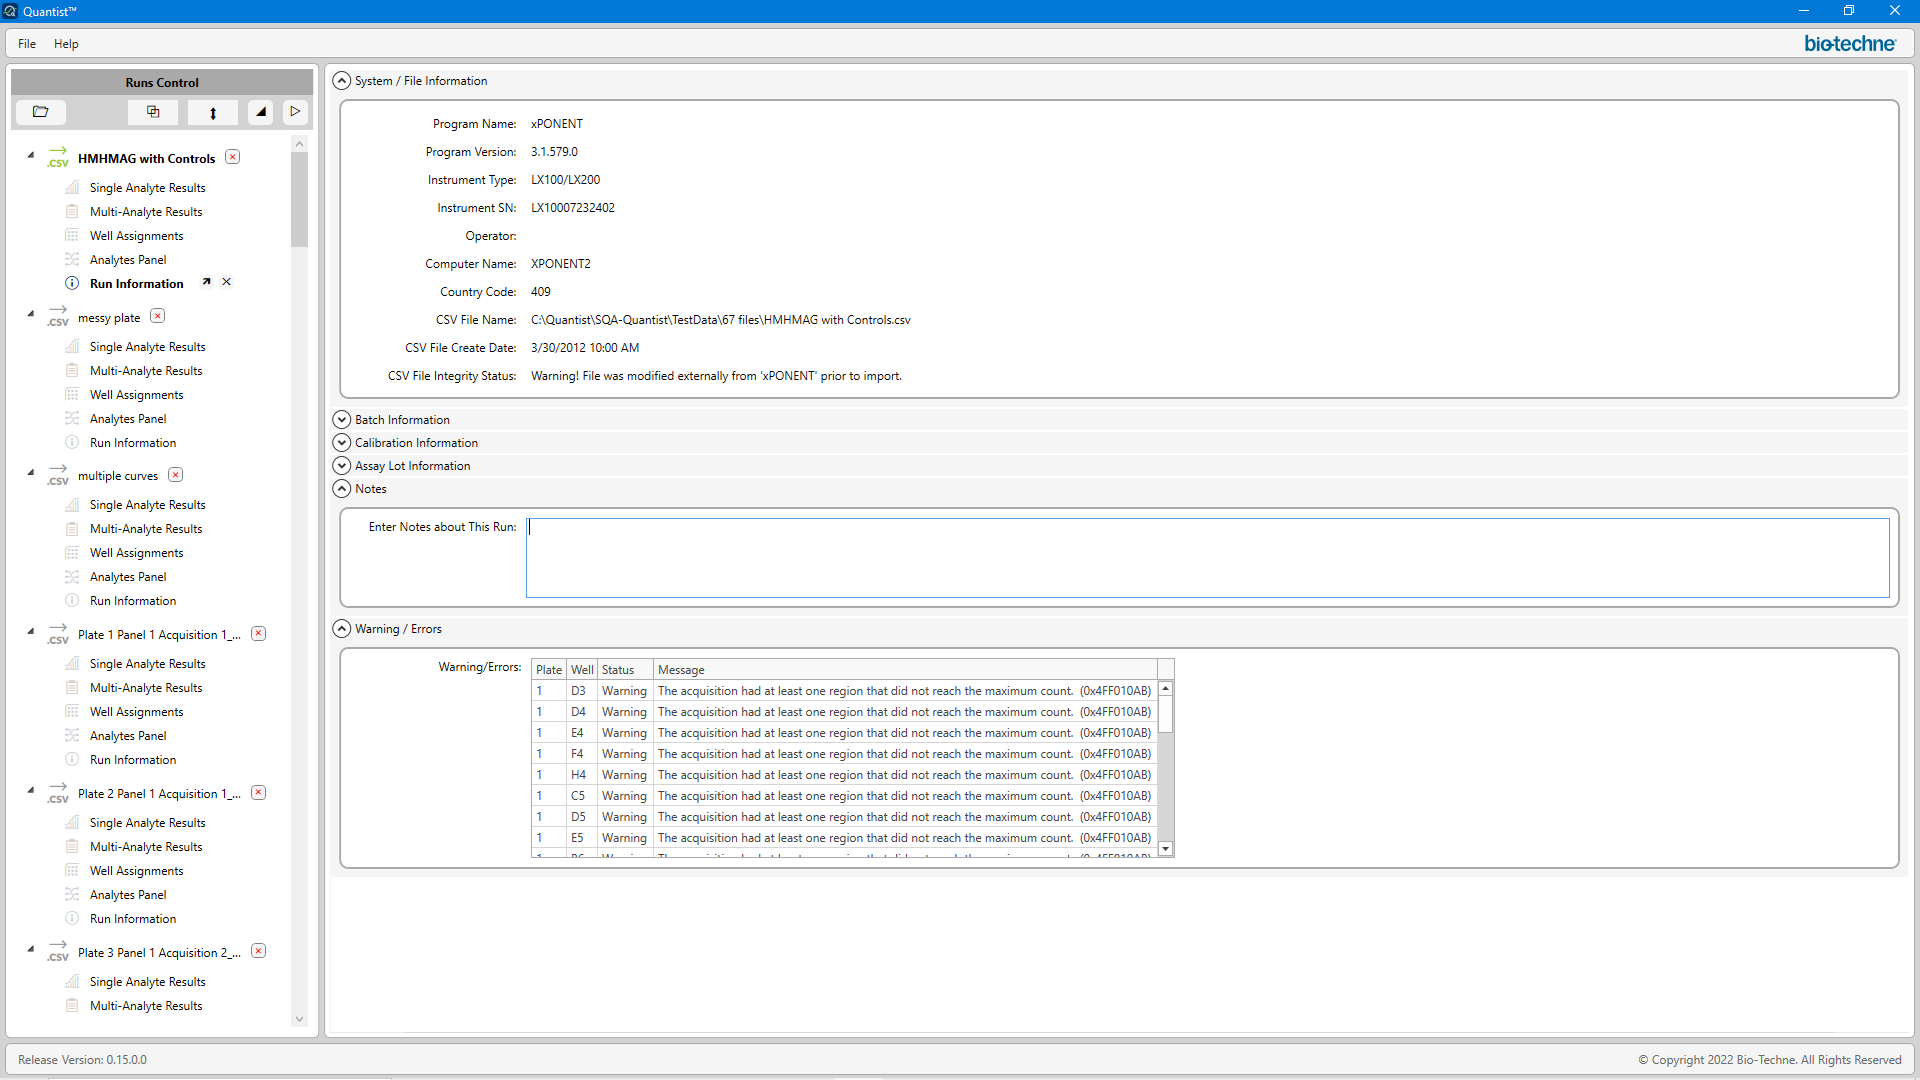 Quantist™
File Help
bio-techne
Runs Control
.CSV HMHMAG with Controls
Single Analyte Results
Multi-Analyte Results
Well Assignments
Analytes Panel
Run Information
.CSV messy plate
Single Analyte Results
Multi-Analyte Results
Well Assignments
Analytes Panel
Run Information
.CSV multiple curves
Single Analyte Results
Multi-Analyte Results
Well Assignments
Analytes Panel
Run Information
.CSV Plate 1 Panel 1 Acquisition 1_...
Single Analyte Results
Multi-Analyte Results
Well Assignments
Analytes Panel
Run Information
.CSV Plate 2 Panel 1 Acquisition 1_...
Single Analyte Results
Multi-Analyte Results
Well Assignments
Analytes Panel
Run Information
.CSV Plate 3 Panel 1 Acquisition 2_...
Single Analyte Results
Multi-Analyte Results
System / File Information
Program Name: xPONENT
Program Version: 3.1.579.0
Instrument Type: LX100/LX200
Instrument SN: LX10007232402
Operator:
Computer Name: XPONENT2
Country Code: 409
CSV File Name: C:\Quantist\SQA-Quantist\TestData\67 files\HMHMAG with Controls.csv
CSV File Create Date: 3/30/2012 10:00 AM
CSV File Integrity Status: Warning! File was modified externally from 'xPONENT' prior to import.
Batch Information
Calibration Information
Assay Lot Information
Notes
Enter Notes about This Run:
Warning / Errors
Warning/Errors: Plate Well Status Message
1 D3 Warning The acquisition had at least one region that did not reach the maximum count. (0x4FF010AB)
1 D4 Warning The acquisition had at least one region that did not reach the maximum count. (0x4FF010AB)
1 E4 Warning The acquisition had at least one region that did not reach the maximum count. (0x4FF010AB)
1 F4 Warning The acquisition had at least one region that did not reach the maximum count. (0x4FF010AB)
1 H4 Warning The acquisition had at least one region that did not reach the maximum count. (0x4FF010AB)
1 C5 Warning The acquisition had at least one region that did not reach the maximum count. (0x4FF010AB)
1 D5 Warning The acquisition had at least one region that did not reach the maximum count. (0x4FF010AB)
1 E5 Warning The acquisition had at least one region that did not reach the maximum count. (0x4FF010AB)
Release Version: 0.15.0.0
© Copyright 2022 Bio-Techne. All Rights Reserved